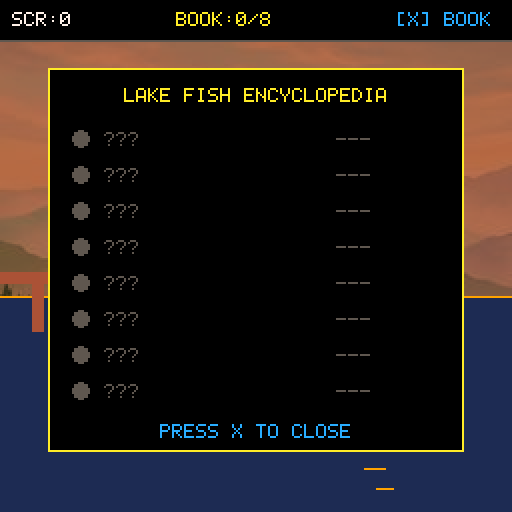 SCR:0 BOOK:0/8 [X] BOOK
LAKE FISH ENCYCLOPEDIA
??? ---
??? ---
??? ---
??? ---
??? ---
??? ---
??? ---
??? ---
PRESS X TO CLOSE